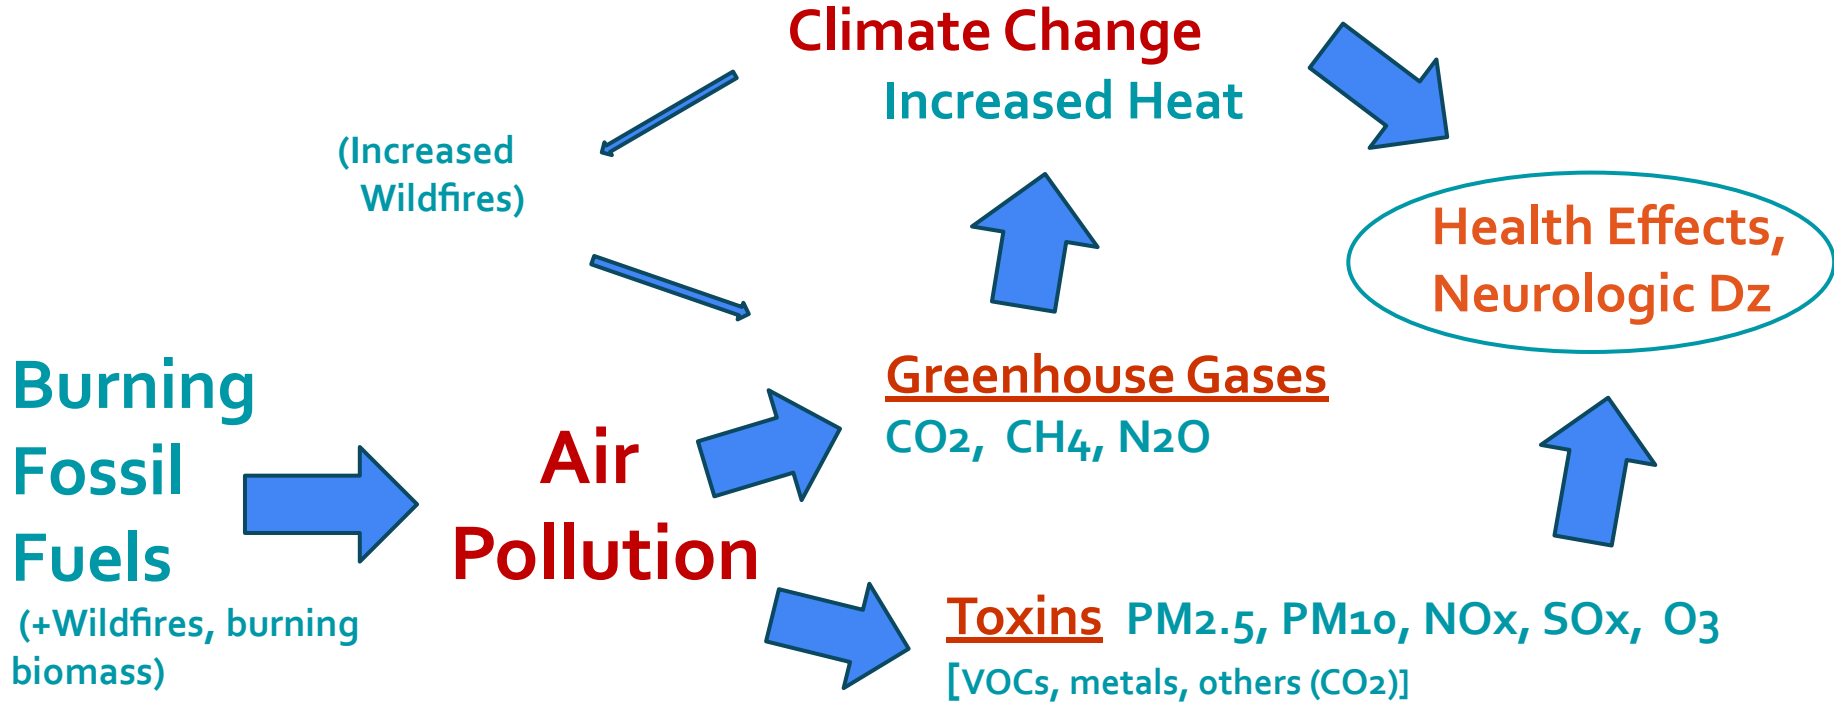 Climate Change
Increased Heat
(Increased
Wildfires)
Health Effects,
Neurologic Dz
Burning
Fossil
Fuels
(+Wildfires, burning
biomass)
Air
Pollution
Greenhouse Gases
CO2, CH4, N2O
Toxins PM2.5, PM10, NOx, SOx, O3
[VOCs, metals, others (CO2)]